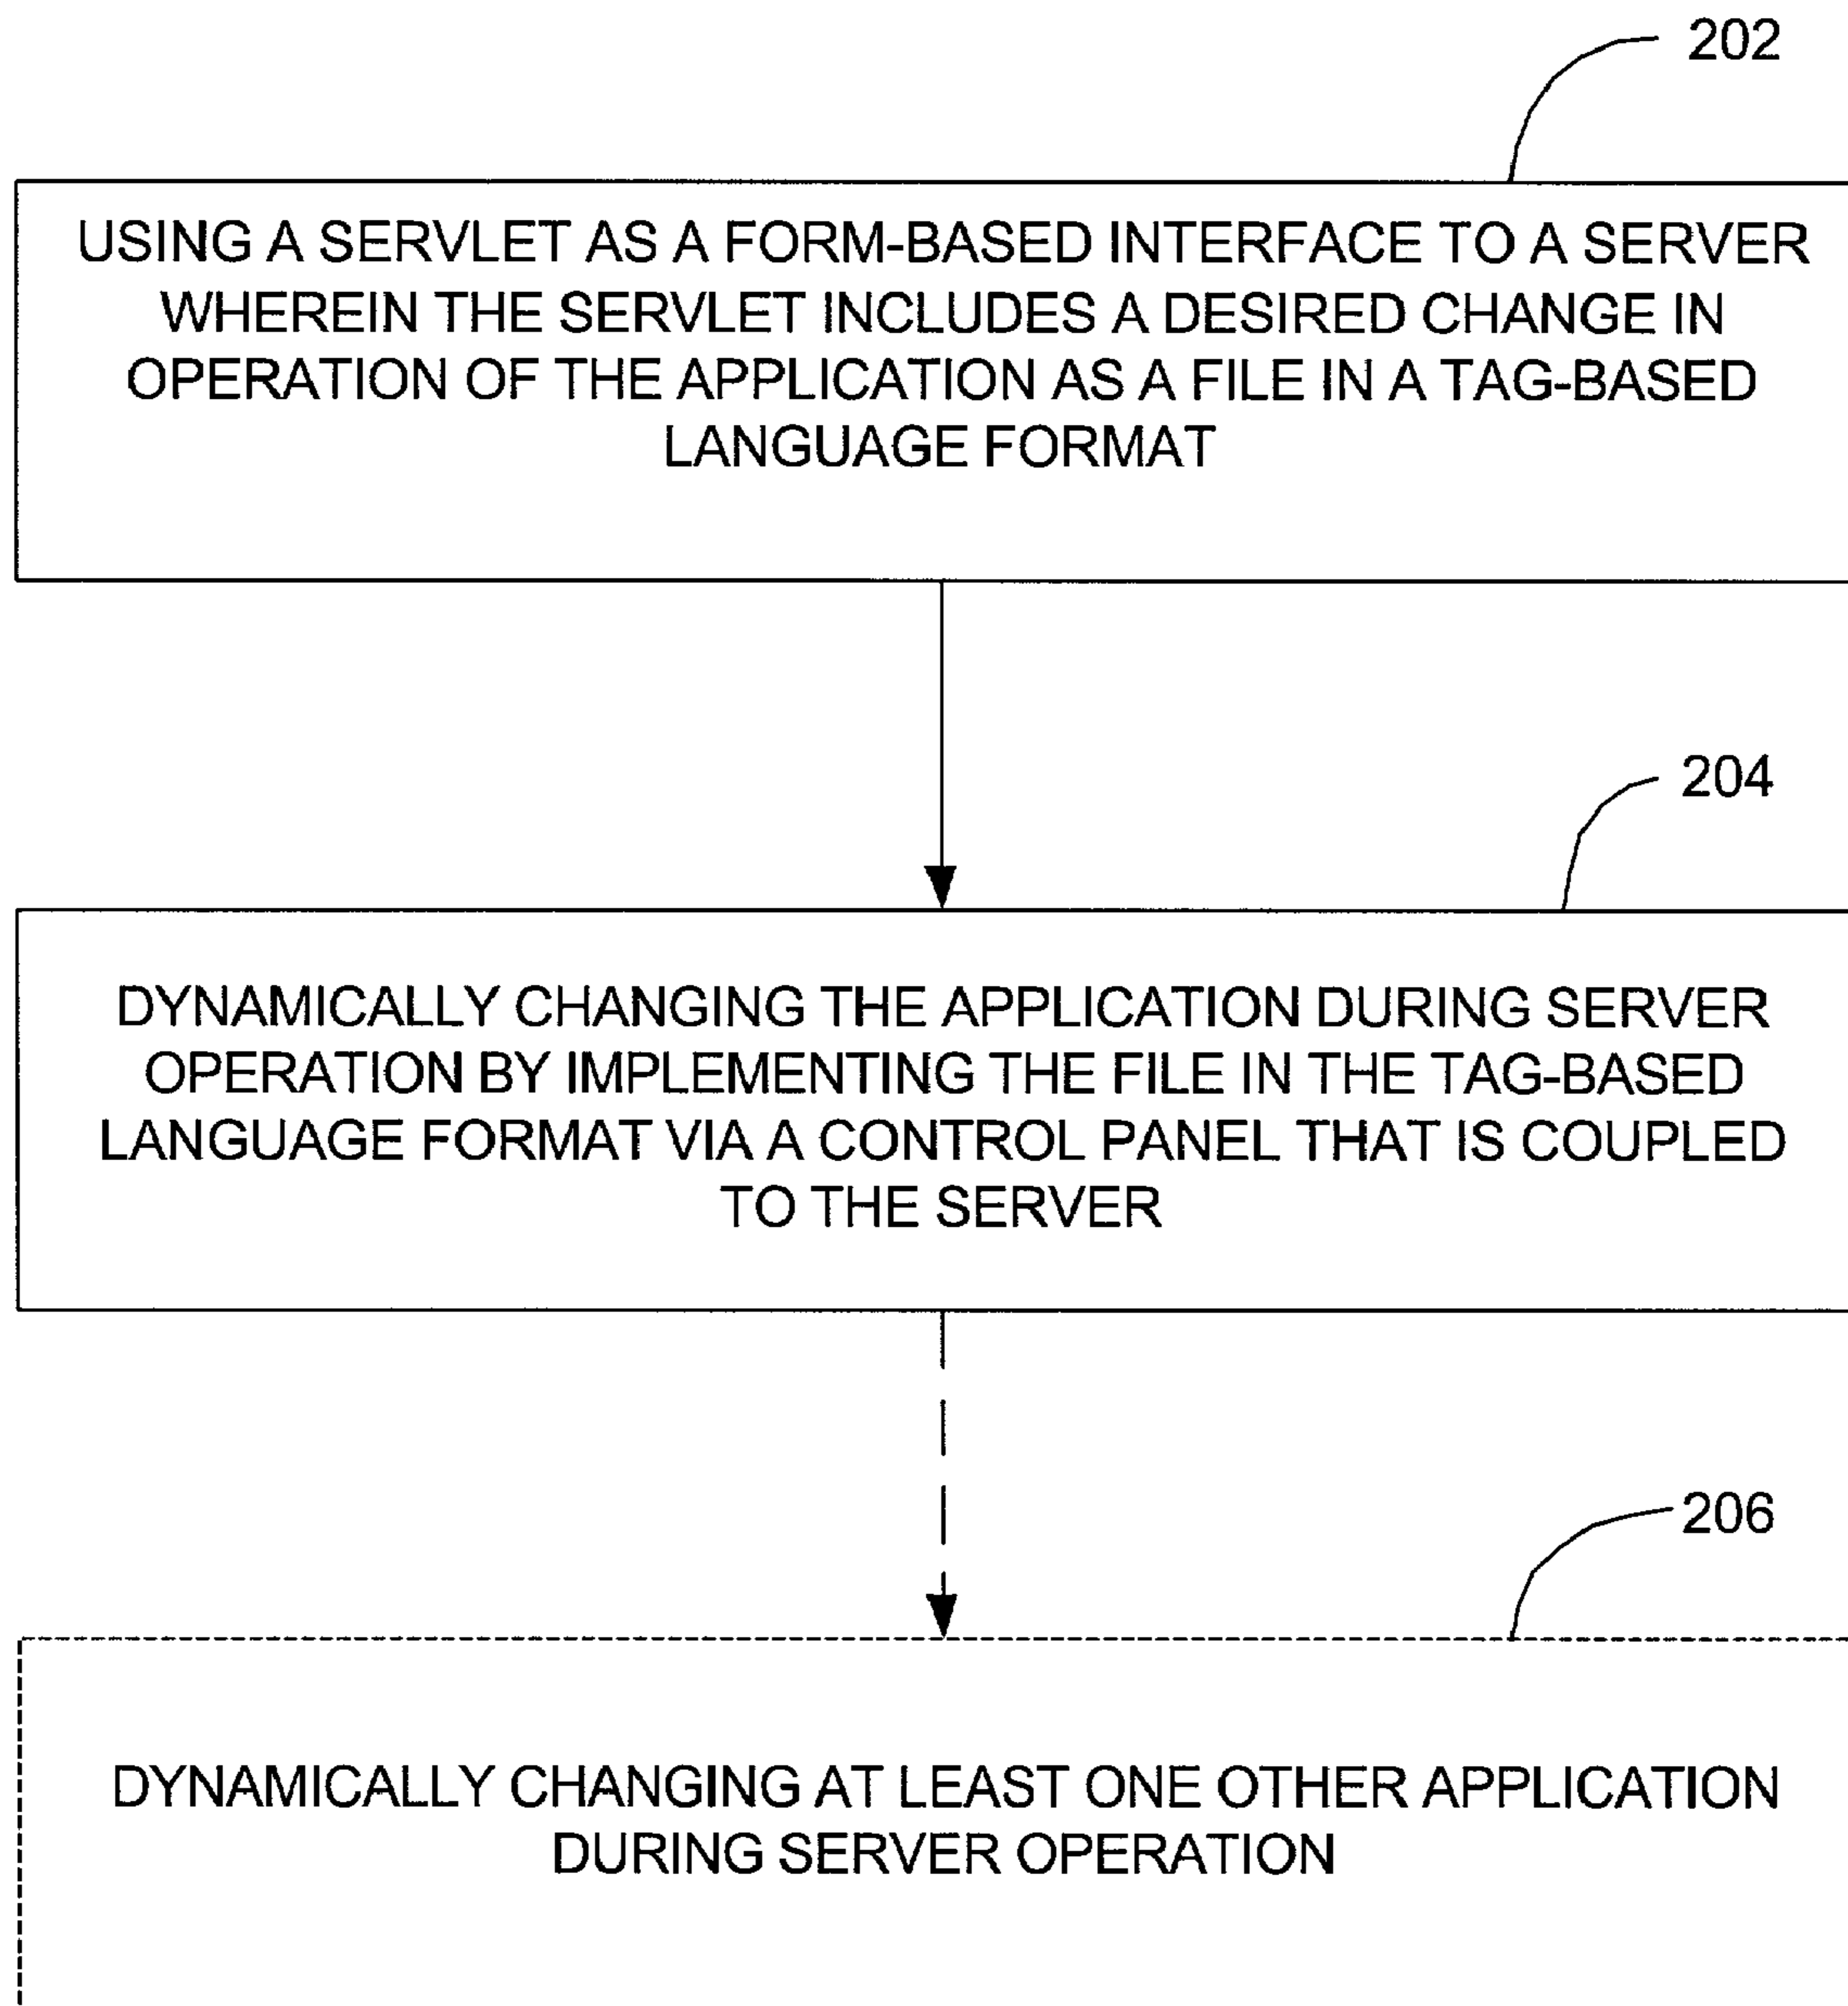 202
USING A SERVLET AS A FORM-BASED INTERFACE TO A SERVER
WHEREIN THE SERVLET INCLUDES A DESIRED CHANGE IN
OPERATION OF THE APPLICATION AS A FILE IN A TAG-BASED
LANGUAGE FORMAT
204
DYNAMICALLY CHANGING THE APPLICATION DURING SERVER
OPERATION BY IMPLEMENTING THE FILE IN THE TAG-BASED
LANGUAGE FORMAT VIA A CONTROL PANEL THAT IS COUPLED
TO THE SERVER
206
DYNAMICALLY CHANGING AT LEAST ONE OTHER APPLICATION
DURING SERVER OPERATION